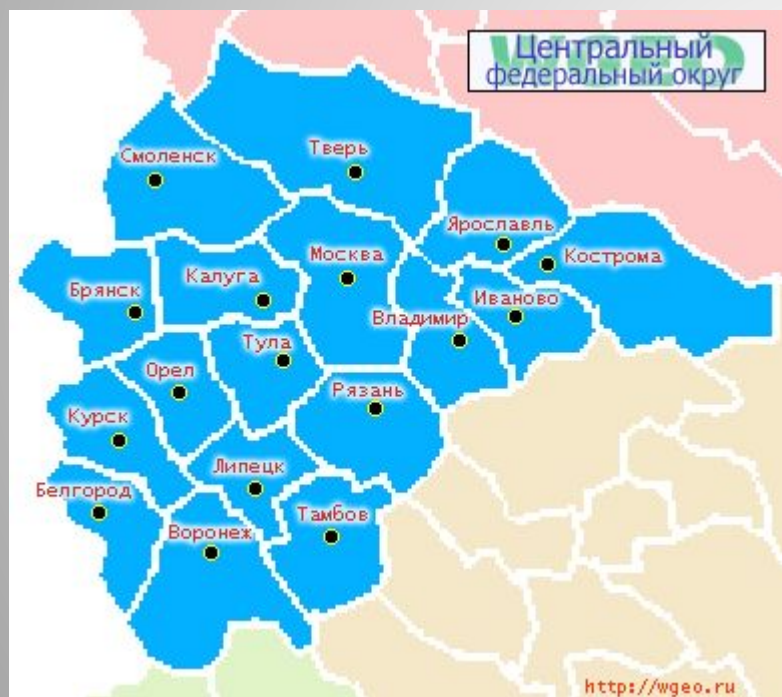 WGEO
Центральный
федеральный округ
Тверь
Смоленск
Ярославль
Москва
Кострома
Калуга
Брянск
Иваново
Владимир
Тула
Орел
Рязань
Курск
Липецк
Белгород
Тамбов
Воронеж
http://wgeo.ru